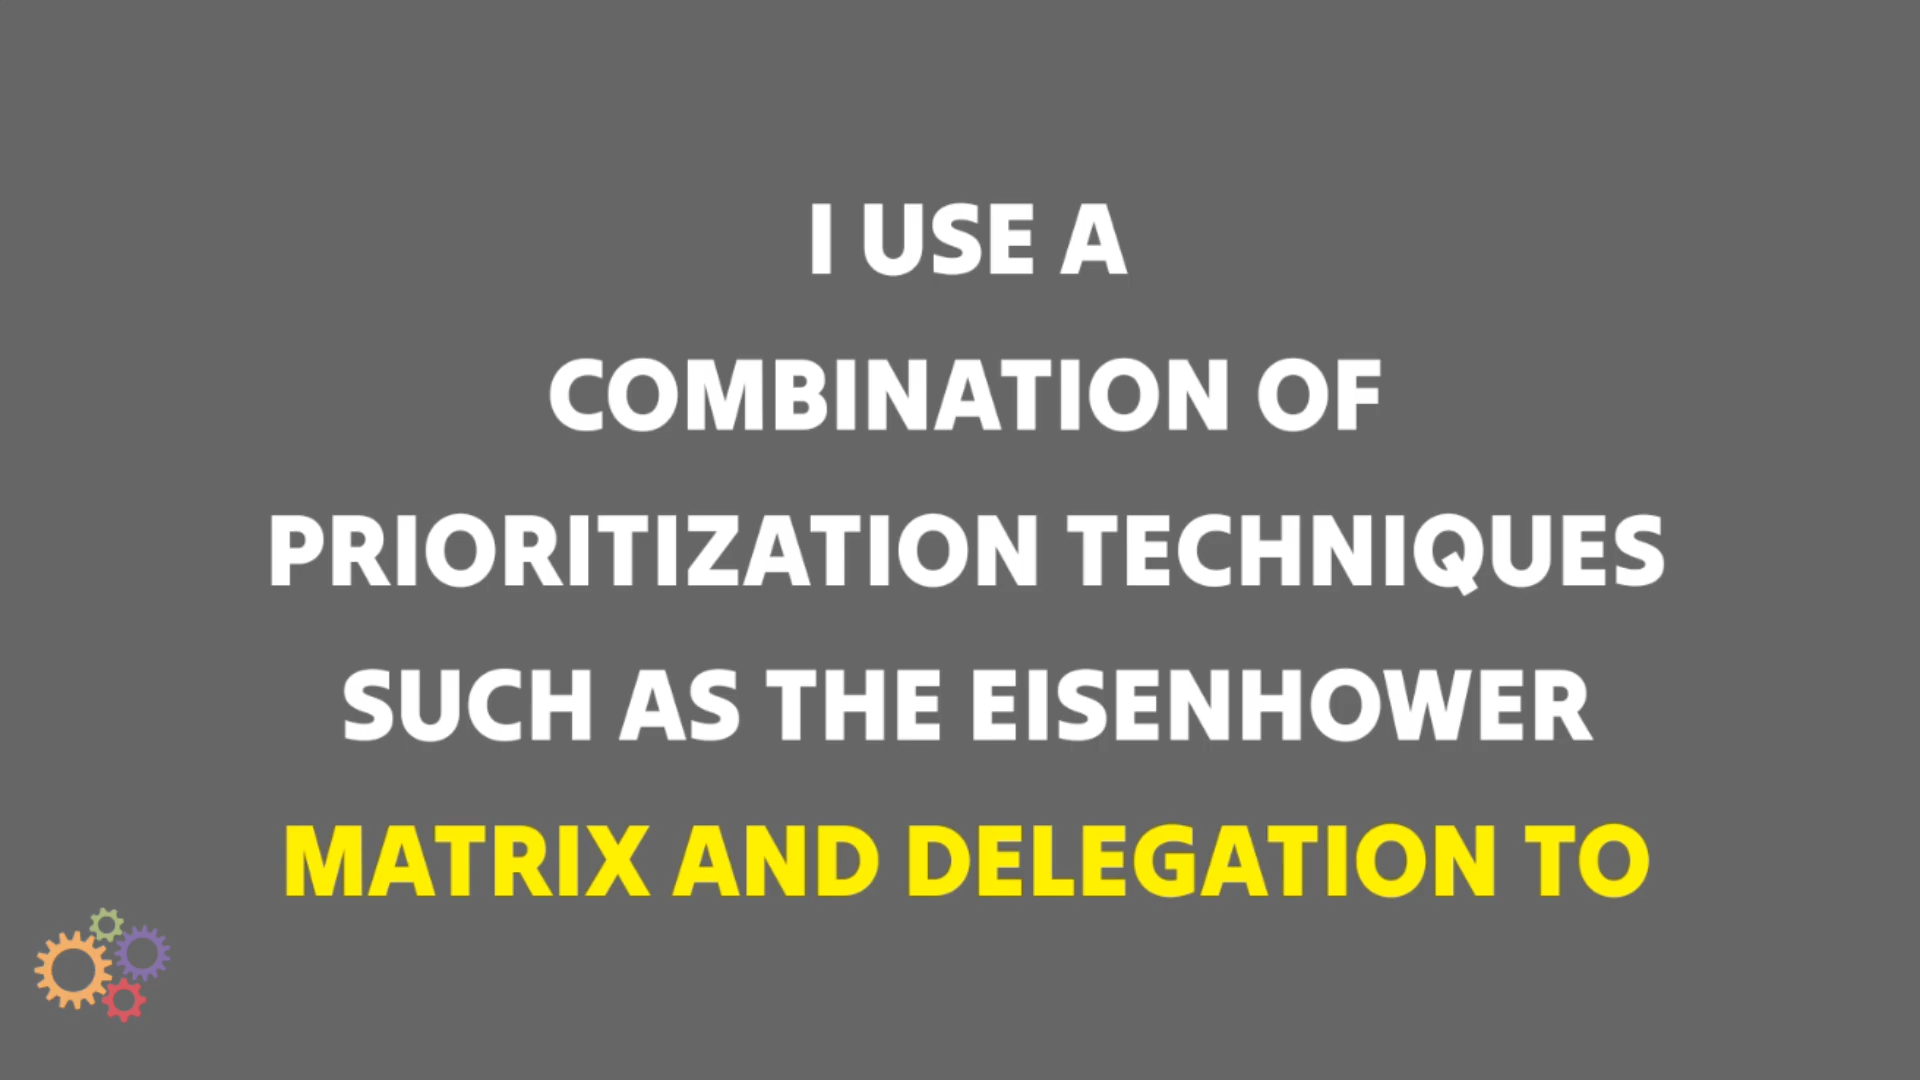 I USE A
COMBINATION OF
PRIORITIZATION TECHNIQUES
SUCH AS THE EISENHOWER
MATRIX AND DELEGATION TO